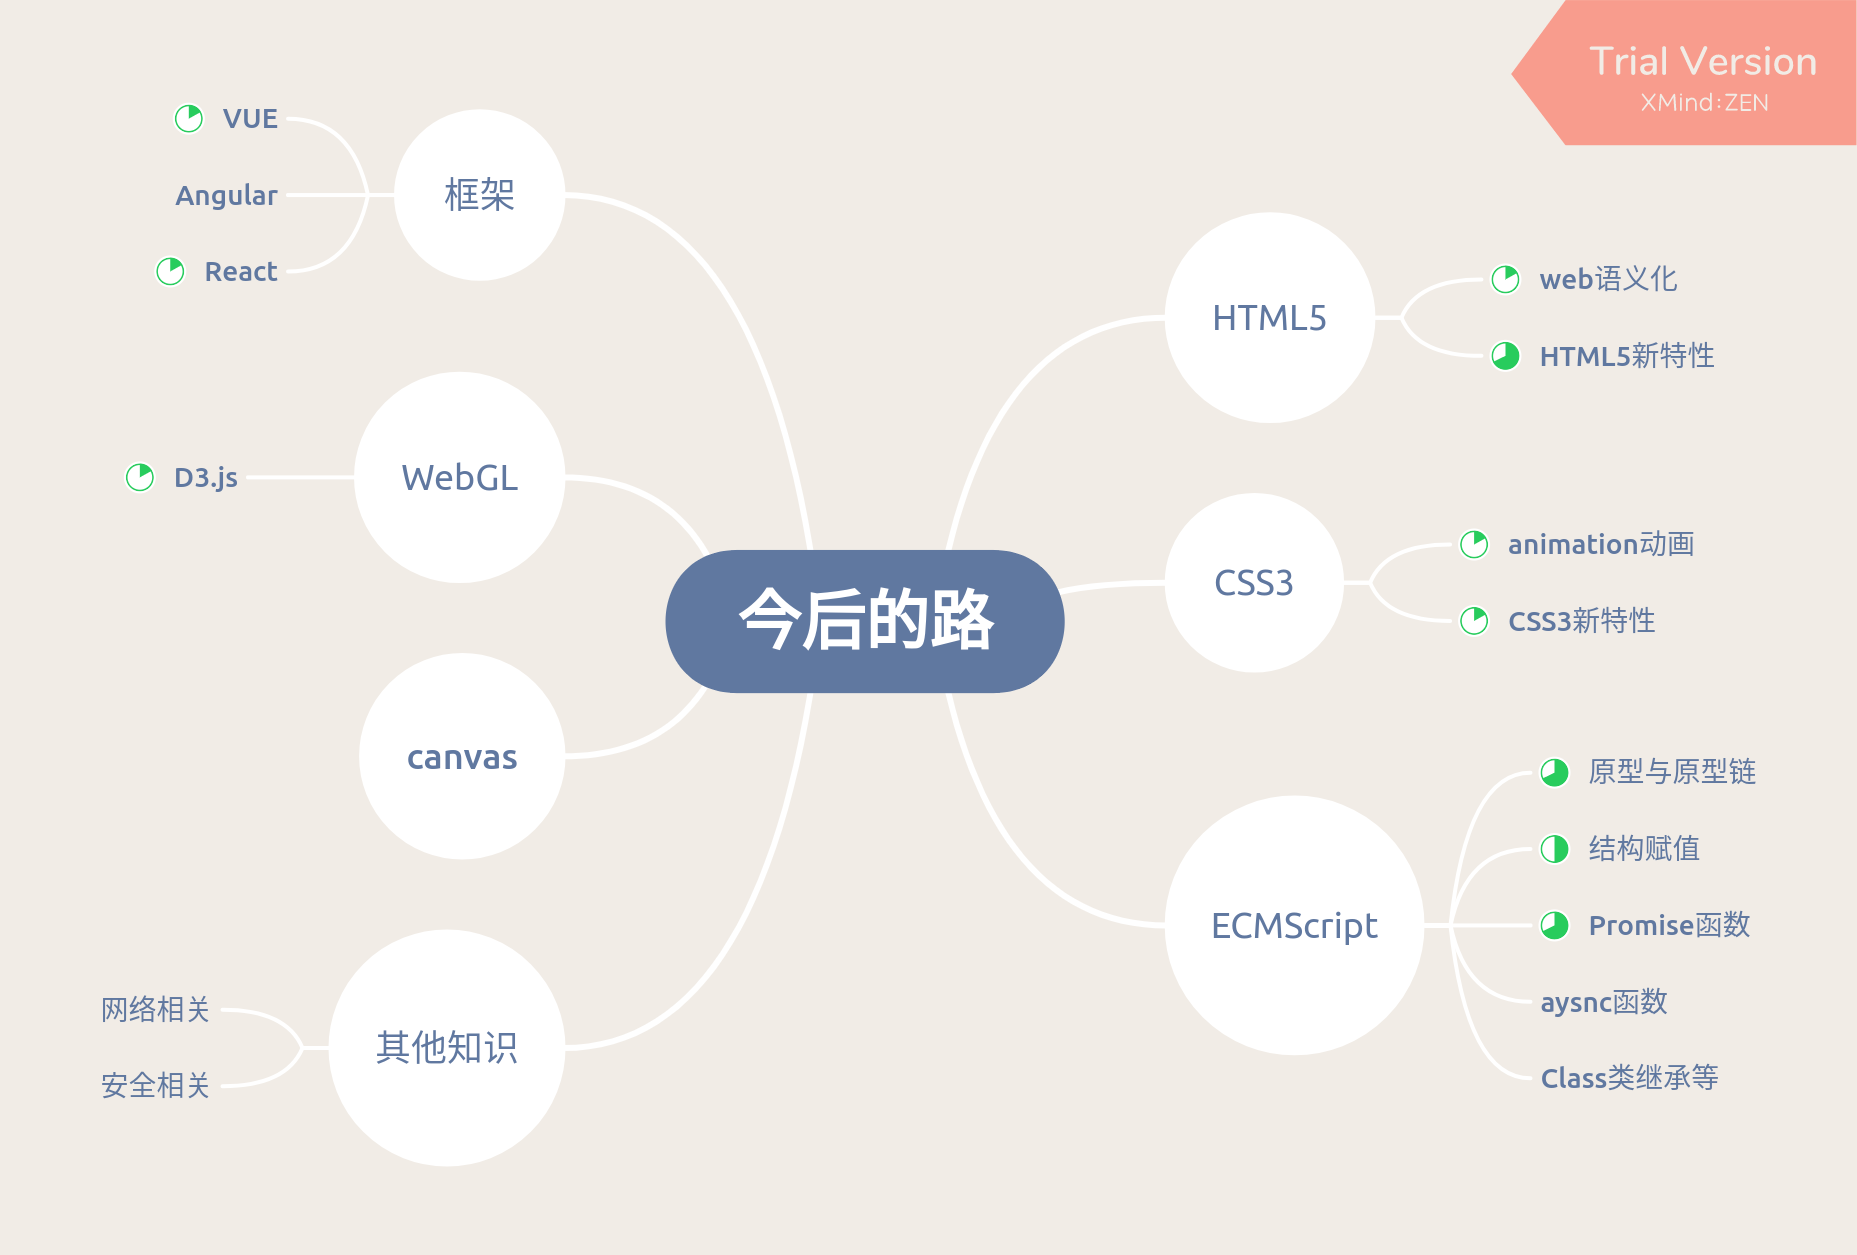 Trial Version
XMind:ZEN
今后的路
框架
VUE
Angular
React
WebGL
D3.js
canvas
其他知识
网络相关
安全相关
HTML5
web语义化
HTML5新特性
CSS3
animation动画
CSS3新特性
ECMScript
原型与原型链
结构赋值
Promise函数
aysnc函数
Class类继承等